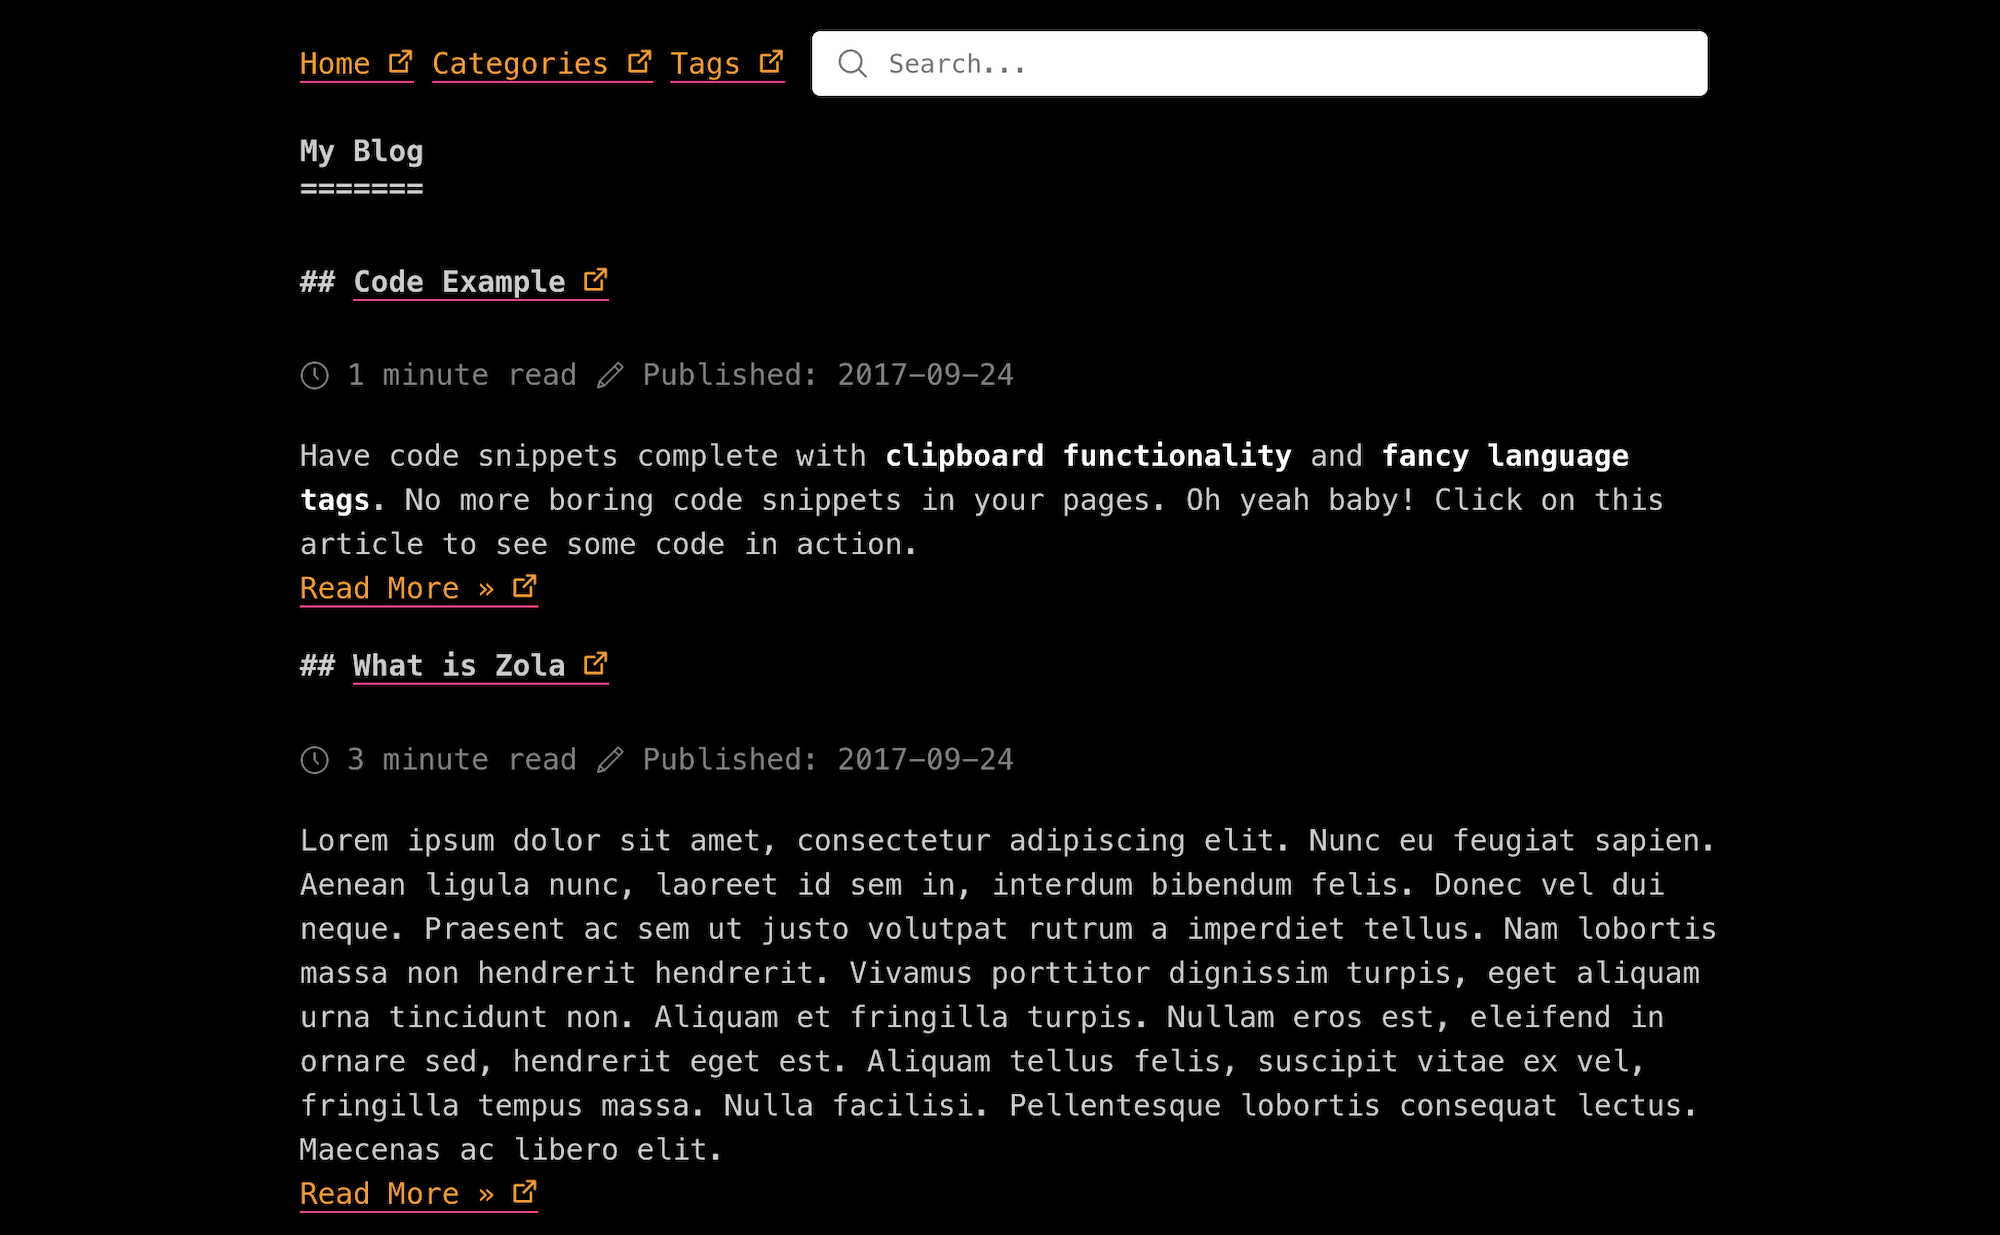 Home Categories Tags Search...
My Blog
=======
## Code Example
1 minute read Published: 2017-09-24
Have code snippets complete with clipboard functionality and fancy language
tags. No more boring code snippets in your pages. Oh yeah baby! Click on this
article to see some code in action.
Read More »
## What is Zola
3 minute read Published: 2017-09-24
Lorem ipsum dolor sit amet, consectetur adipiscing elit. Nunc eu feugiat sapien.
Aenean ligula nunc, laoreet id sem in, interdum bibendum felis. Donec vel dui
neque. Praesent ac sem ut justo volutpat rutrum a imperdiet tellus. Nam lobortis
massa non hendrerit hendrerit. Vivamus porttitor dignissim turpis, eget aliquam
urna tincidunt non. Aliquam et fringilla turpis. Nullam eros est, eleifend in
ornare sed, hendrerit eget est. Aliquam tellus felis, suscipit vitae ex vel,
fringilla tempus massa. Nulla facilisi. Pellentesque lobortis consequat lectus.
Maecenas ac libero elit.
Read More »